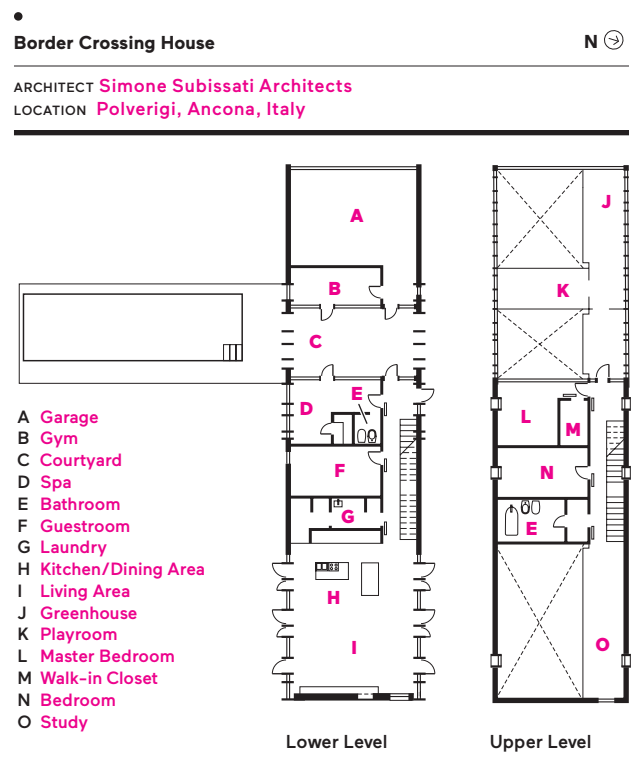 Border Crossing House
N
ARCHITECT Simone Subissati Architects
LOCATION Polverigi, Ancona, Italy
A
B
C
D
E
F
G
H
I
J
K
L
M
N
E
O
A Garage
B Gym
C Courtyard
D Spa
E Bathroom
F Guestroom
G Laundry
H Kitchen/Dining Area
I Living Area
J Greenhouse
K Playroom
L Master Bedroom
M Walk-in Closet
N Bedroom
O Study
Lower Level
Upper Level